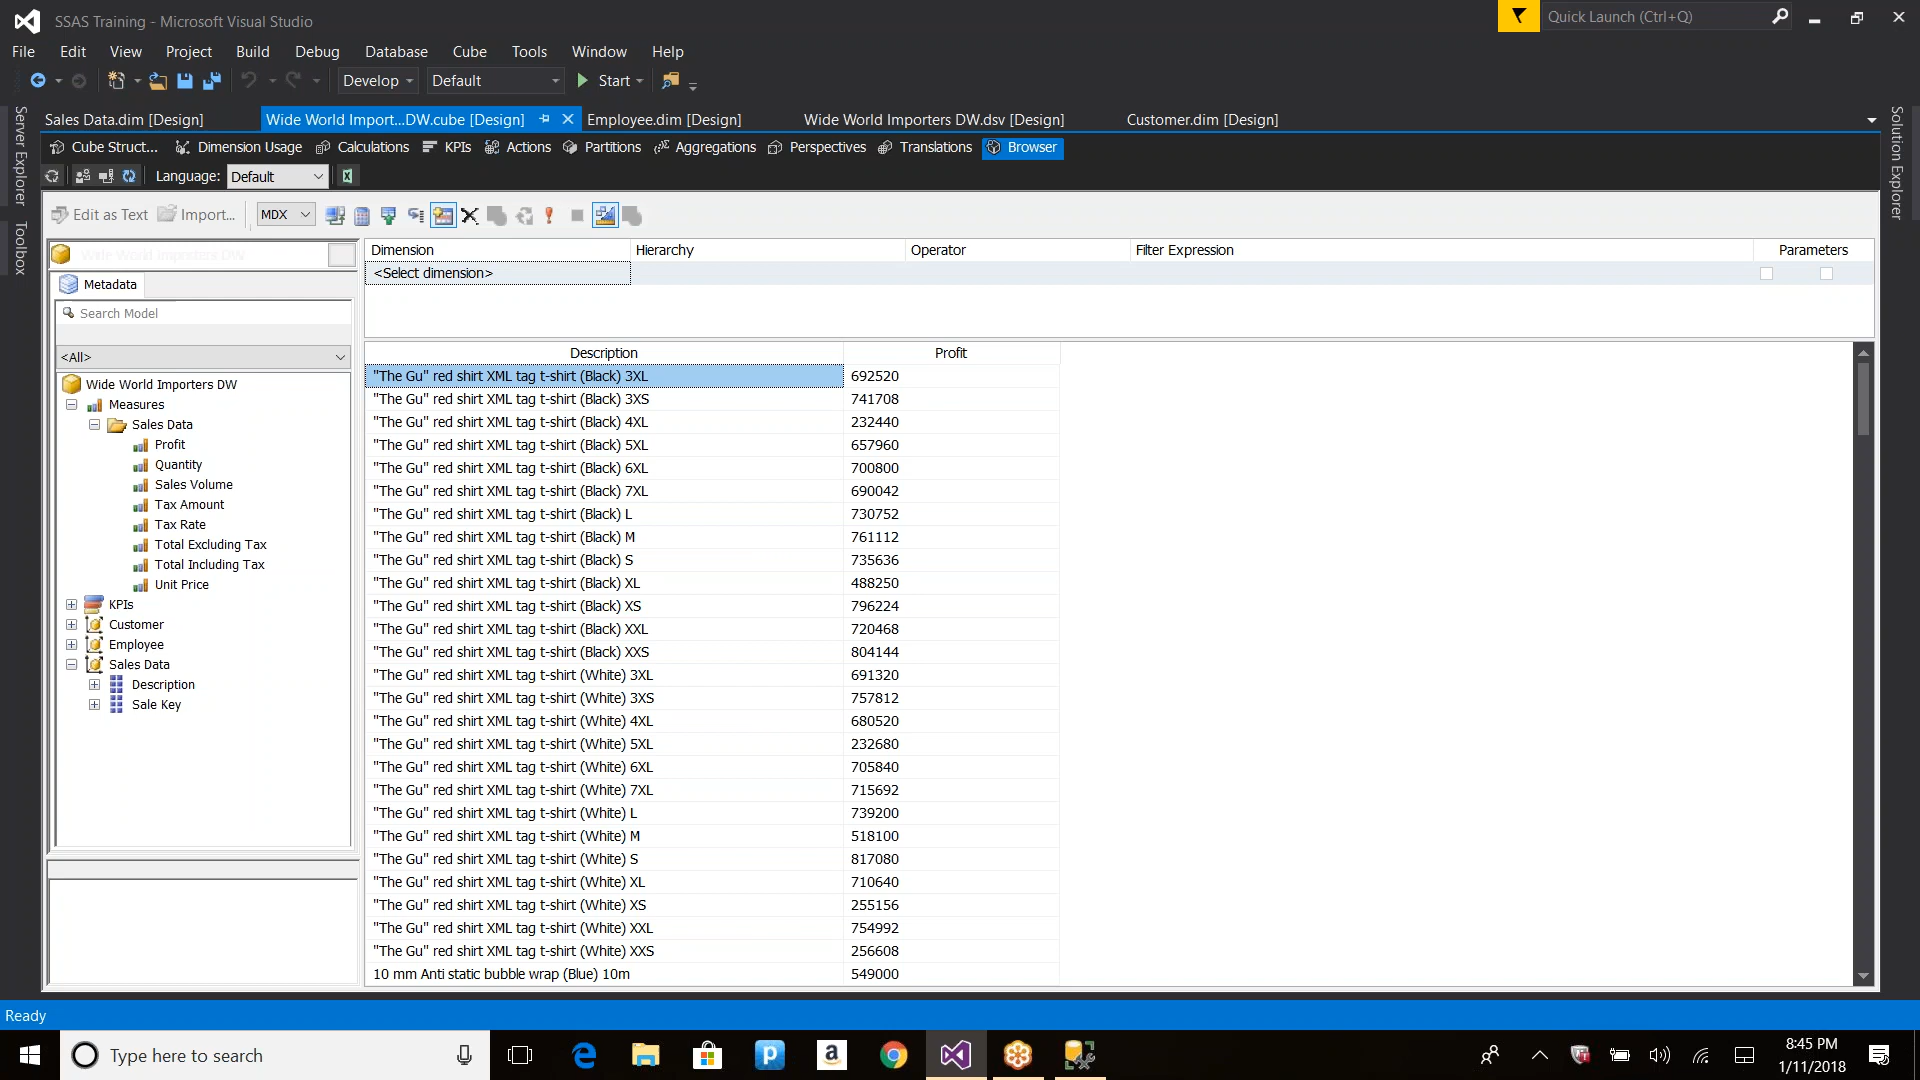 SSAS Training - Microsoft Visual Studio
Quick Launch (Ctrl+Q)
File Edit View Project Build Debug Database Cube Tools Window Help
Develop Default Start
Server Explorer
Toolbox
Solution Explorer
Sales Data.dim [Design] Wide World Import...DW.cube [Design] Employee.dim [Design] Wide World Importers DW.dsv [Design] Customer.dim [Design]
Cube Struct... Dimension Usage Calculations KPIs Actions Partitions Aggregations Perspectives Translations Browser
Language: Default
Edit as Text Import... MDX
Wide World Importers DW
Metadata
Search Model
<All>
Wide World Importers DW
Measures
Sales Data
Profit
Quantity
Sales Volume
Tax Amount
Tax Rate
Total Excluding Tax
Total Including Tax
Unit Price
KPIs
Customer
Employee
Sales Data
Description
Sale Key
Dimension Hierarchy Operator Filter Expression Parameters
<Select dimension>
Description Profit
"The Gu" red shirt XML tag t-shirt (Black) 3XL 692520
"The Gu" red shirt XML tag t-shirt (Black) 3XS 741708
"The Gu" red shirt XML tag t-shirt (Black) 4XL 232440
"The Gu" red shirt XML tag t-shirt (Black) 5XL 657960
"The Gu" red shirt XML tag t-shirt (Black) 6XL 700800
"The Gu" red shirt XML tag t-shirt (Black) 7XL 690042
"The Gu" red shirt XML tag t-shirt (Black) L 730752
"The Gu" red shirt XML tag t-shirt (Black) M 761112
"The Gu" red shirt XML tag t-shirt (Black) S 735636
"The Gu" red shirt XML tag t-shirt (Black) XL 488250
"The Gu" red shirt XML tag t-shirt (Black) XS 796224
"The Gu" red shirt XML tag t-shirt (Black) XXL 720468
"The Gu" red shirt XML tag t-shirt (Black) XXS 804144
"The Gu" red shirt XML tag t-shirt (White) 3XL 691320
"The Gu" red shirt XML tag t-shirt (White) 3XS 757812
"The Gu" red shirt XML tag t-shirt (White) 4XL 680520
"The Gu" red shirt XML tag t-shirt (White) 5XL 232680
"The Gu" red shirt XML tag t-shirt (White) 6XL 705840
"The Gu" red shirt XML tag t-shirt (White) 7XL 715692
"The Gu" red shirt XML tag t-shirt (White) L 739200
"The Gu" red shirt XML tag t-shirt (White) M 518100
"The Gu" red shirt XML tag t-shirt (White) S 817080
"The Gu" red shirt XML tag t-shirt (White) XL 710640
"The Gu" red shirt XML tag t-shirt (White) XS 255156
"The Gu" red shirt XML tag t-shirt (White) XXL 754992
"The Gu" red shirt XML tag t-shirt (White) XXS 256608
10 mm Anti static bubble wrap (Blue) 10m 549000
Ready
Type here to search
8:45 PM
1/11/2018